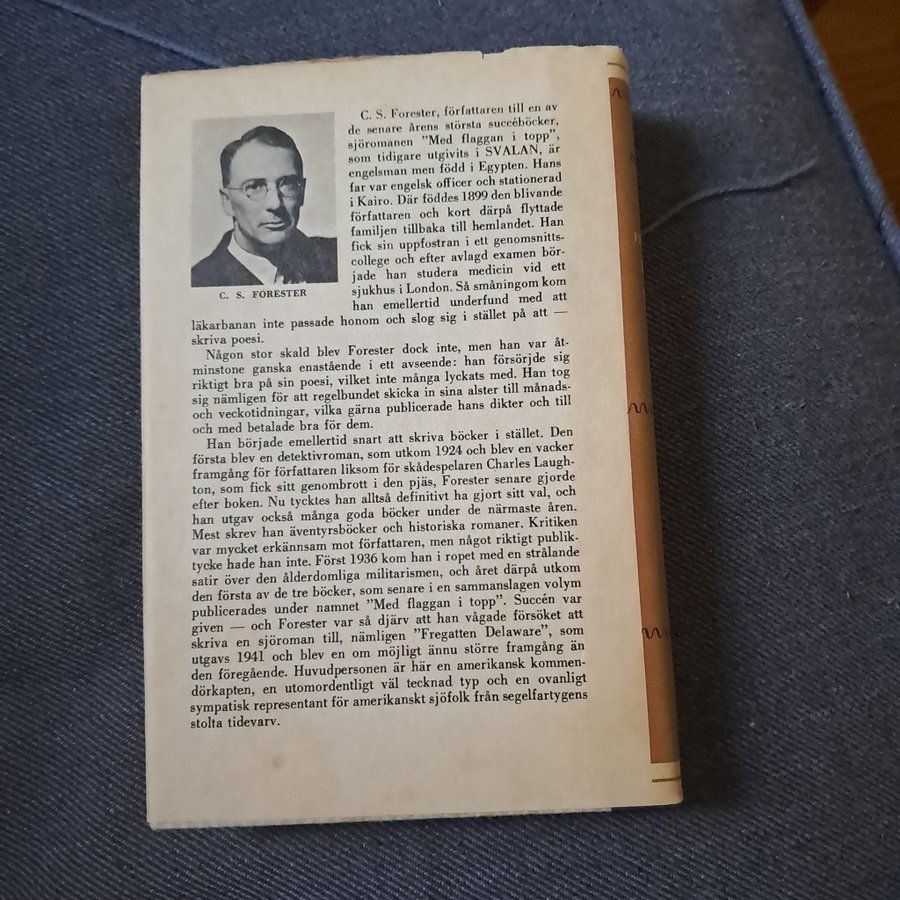 C. S. Forester, författaren till en av
de senare årens största succéböcker,
sjöromanen "Med flaggan i topp",
som tidigare utgivits i SVALAN, är
engelsman men född i Egypten. Hans
far var engelsk officer och stationerad
i Kairo. Där föddes 1899 den blivande
författaren och kort därpå flyttade
familjen tillbaka till hemlandet. Han
fick sin uppfostran i ett genomsnitts-
college och efter avlagd examen bör-
jade han studera medicin vid ett
sjukhus i London. Så småningom kom
han emellertid underfund med att
C. S. FORESTER
läkarbanan inte passade honom och slog sig i stället på att —
skriva poesi.
Någon stor skald blev Forester dock inte, men han var åt-
minstone ganska enastående i ett avseende: han försörjde sig
riktigt bra på sin poesi, vilket inte många lyckats med. Han tog
sig nämligen för att regelbundet skicka in sina alster till månads-
och veckotidningar, vilka gärna publicerade hans dikter och till
och med betalade bra för dem.
Han började emellertid snart att skriva böcker i stället. Den
första blev en detektivroman, som utkom 1924 och blev en vacker
framgång för författaren liksom för skådespelaren Charles Laugh-
ton, som fick sitt genombrott i den pjäs, Forester senare gjorde
efter boken. Nu tycktes han alltså definitivt ha gjort sitt val, och
han utgav också många goda böcker under de närmaste åren.
Mest skrev han äventyrsböcker och historiska romaner. Kritiken
var mycket erkännsam mot författaren, men något riktigt publik-
tycke hade han inte. Först 1936 kom han i ropet med en strålande
satir över den ålderdomliga militarismen, och året därpå utkom
den första av de tre böcker, som senare i en sammanslagen volym
publicerades under namnet "Med flaggan i topp". Succén var
given — och Forester var så djärv att han vågade försöket att
skriva en sjöroman till, nämligen "Fregatten Delaware", som
utgavs 1941 och blev en om möjligt ännu större framgång än
den föregående. Huvudpersonen är här en amerikansk kommen-
dörkapten, en utomordentligt väl tecknad typ och en ovanligt
sympatisk representant för amerikanskt sjöfolk från segelfartygens
stolta tidevarv.